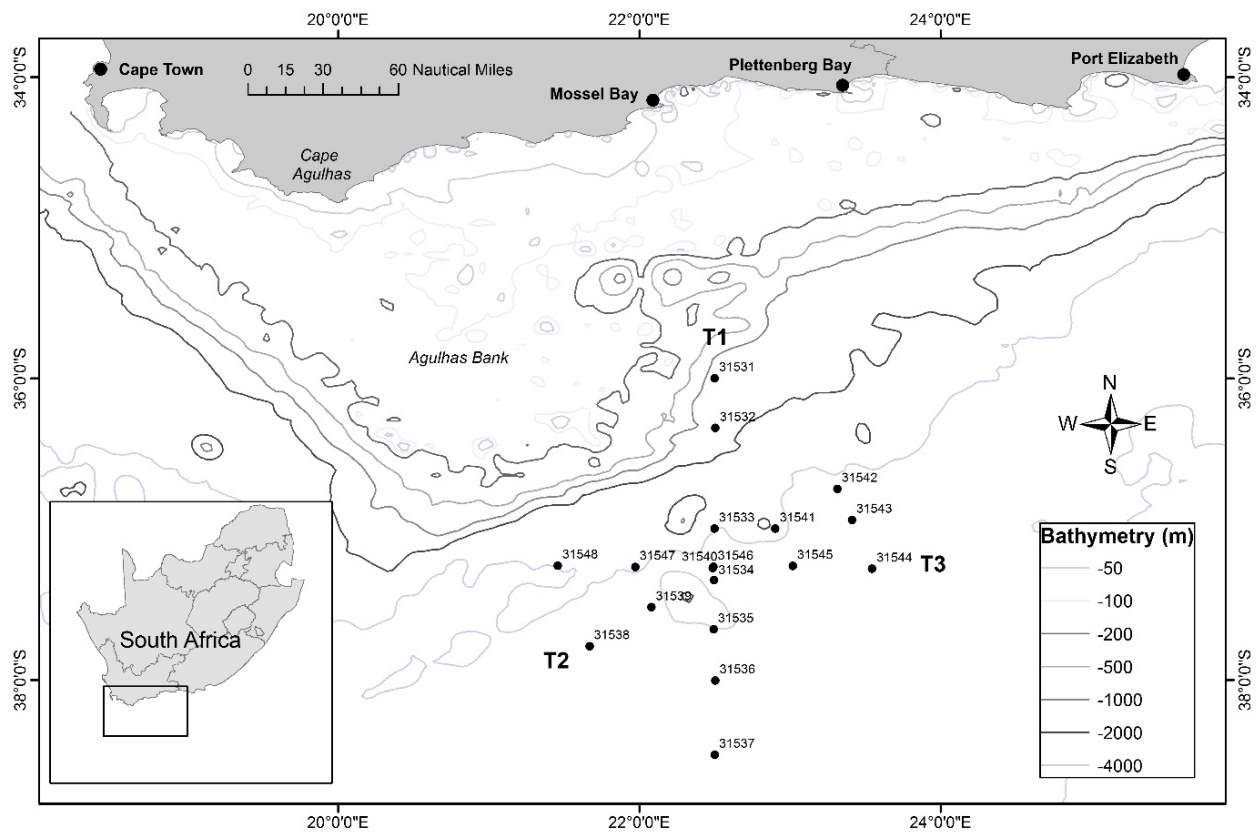 20°0'0"E 22°0'0"E 24°0'0"E
34°0'0"S
34°0'0"S
Cape Town
0 15 30 60 Nautical Miles
Mossel Bay
Plettenberg Bay
Port Elizabeth
Cape
Agulhas
Agulhas Bank
T1
31531
31532
36°0'0"S
36°0'0"S
N
W E
S
31542
31543
31533
31541
31548
31547
31540
31546
31534
31545
31544
T3
31539
31535
31538
T2
31536
31537
38°0'0"S
38°0'0"S
South Africa
Bathymetry (m)
-50
-100
-200
-500
-1000
-2000
-4000
20°0'0"E 22°0'0"E 24°0'0"E